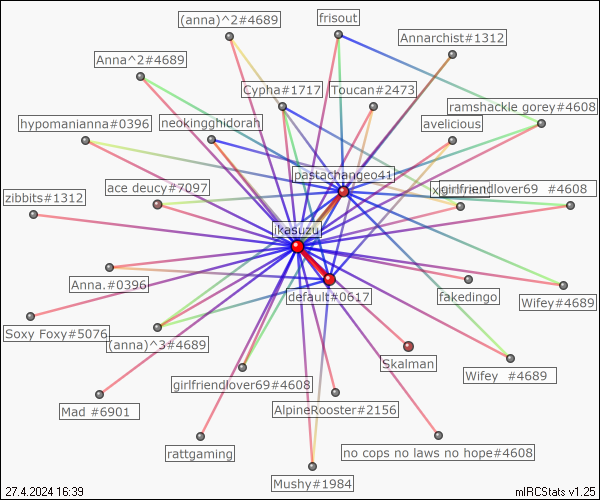 (anna)^2#4689
frisout
Annarchist#1312
Anna^2#4689
Cypha#1717
Toucan#2473
ramshackle gorey#4608
hypomanianna#0396
neokingghidorah
avelicious
pastachangeo41
ace deucy#7097
girlfriendlover69 #4608
zibbits#1312
ikasuzu
Anna.#0396
default#0617
fakedingo
Wifey#4689
Soxy Foxy#5076
(anna)^3#4689
Skalman
Wifey #4689
girlfriendlover69#4608
Mad #6901
AlpineRooster#2156
rattgaming
no cops no laws no hope#4608
Mushy#1984
27.4.2024 16:39
mIRCStats v1.25